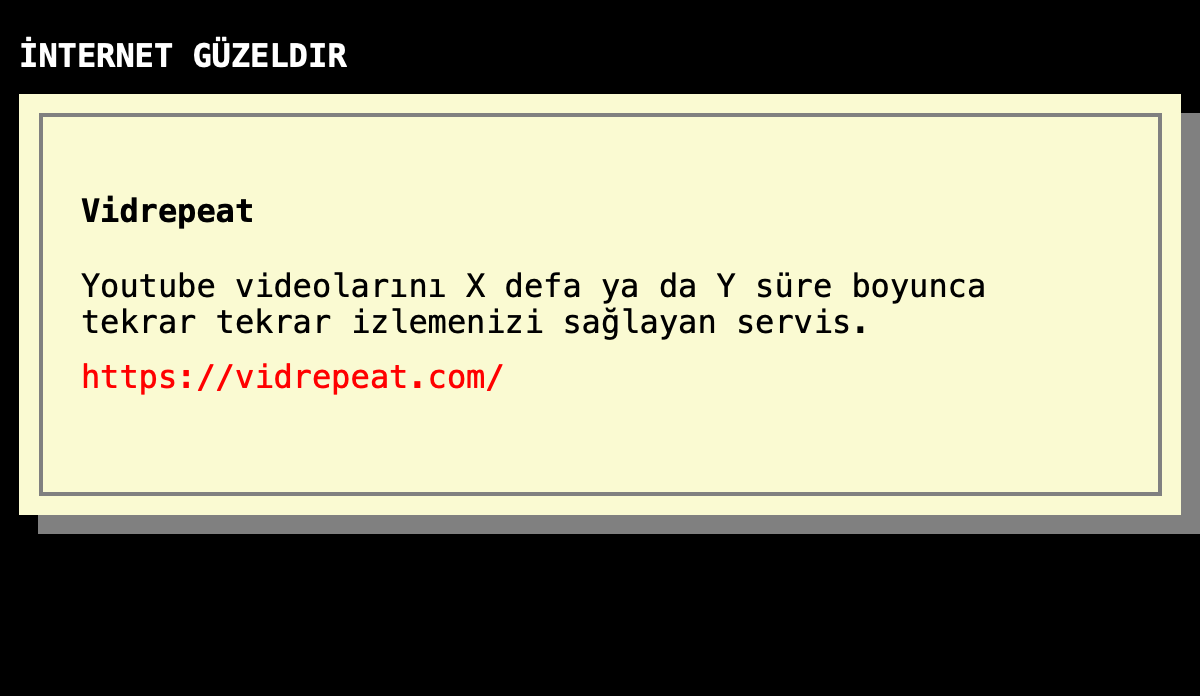 İNTERNET GÜZELDIR
Vidrepeat
Youtube videolarını X defa ya da Y süre boyunca
tekrar tekrar izlemenizi sağlayan servis.
https://vidrepeat.com/